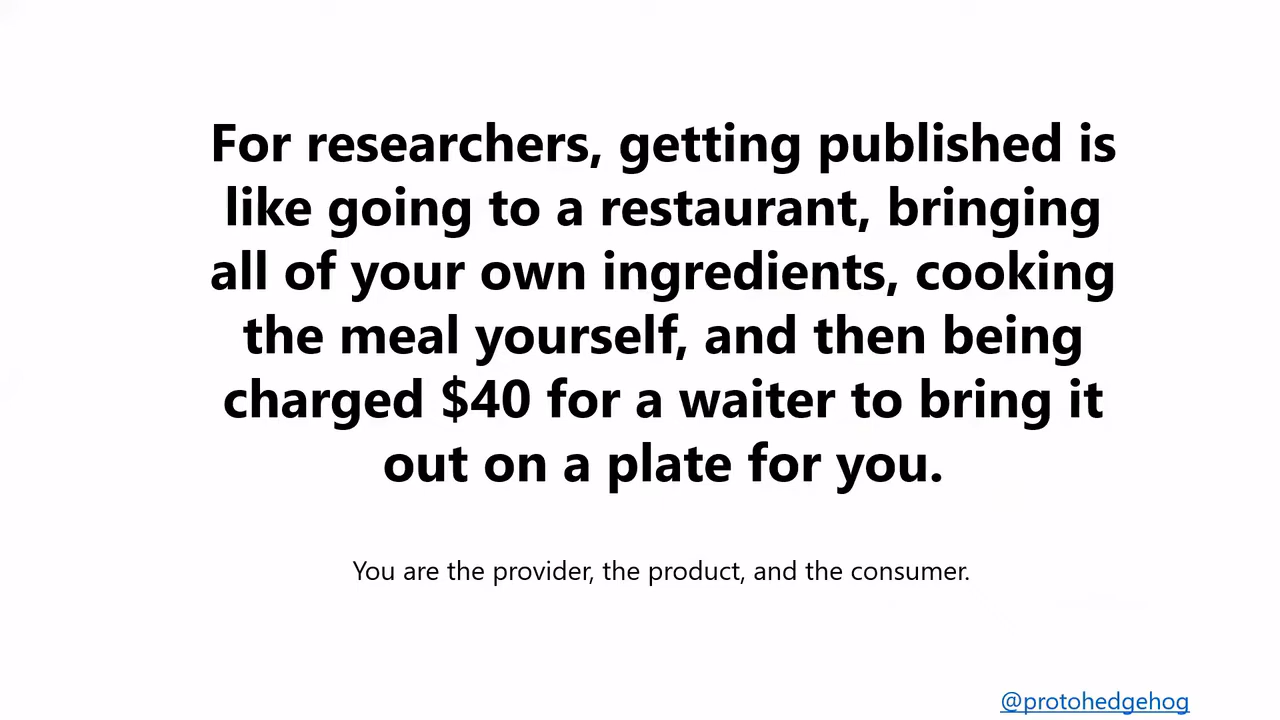 For researchers, getting published is
like going to a restaurant, bringing
all of your own ingredients, cooking
the meal yourself, and then being
charged $40 for a waiter to bring it
out on a plate for you.
You are the provider, the product, and the consumer.
@protohedgehog